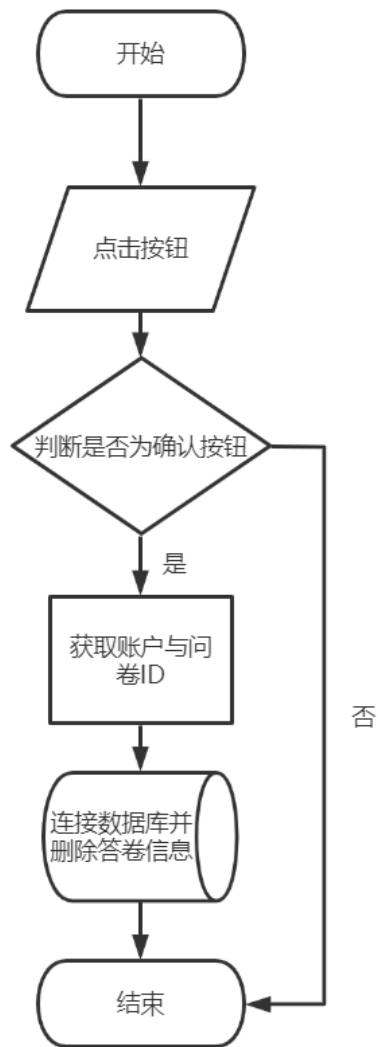 开始
点击按钮
判断是否为确认按钮
是
获取账户与问
卷ID
否
连接数据库并
删除答卷信息
结束